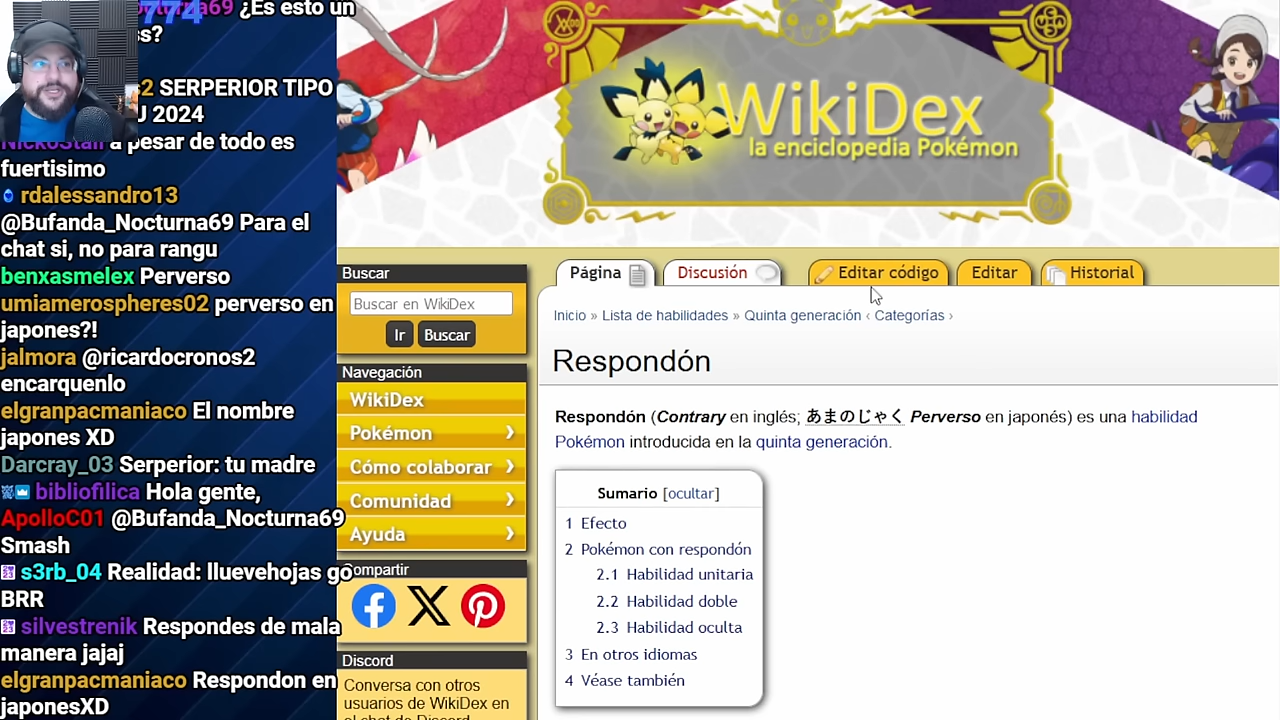 774
¿Es esto un
SERPERIOR TIPO
2024
NickoStall a pesar de todo es
fuertisimo
rdalessandro13
@Bufanda_Nocturna69 Para el
chat si, no para rangu
benxasmelex Perverso
umiamerospheres02 perverso en
japones?!
jalmora @ricardocronos2
encarquenlo
elgranpacmaniaco El nombre
japones XD
Darcray_03 Serperior: tu madre
bibliofilica Hola gente,
ApolloC01 @Bufanda_Nocturna69
Smash
s3rb_04 Realidad: lluevehojas go
BRR
silvestrenik Respondes de mala
manera jajaj
elgranpacmaniaco Respondon en
japonesXD
WikiDex
la enciclopedia Pokémon
Buscar
Buscar en WikiDex
Ir Buscar
Navegación
WikiDex
Pokémon
Cómo colaborar
Comunidad
Ayuda
Compartir
Discord
Conversa con otros
usuarios de WikiDex en
el chat de Discord
Página Discusión Editar código Editar Historial
Inicio » Lista de habilidades » Quinta generación ‹ Categorías ›
Respondón
Respondón (Contrary en inglés; あまのじゃく Perverso en japonés) es una habilidad
Pokémon introducida en la quinta generación.
Sumario [ocultar]
1 Efecto
2 Pokémon con respondón
2.1 Habilidad unitaria
2.2 Habilidad doble
2.3 Habilidad oculta
3 En otros idiomas
4 Véase también